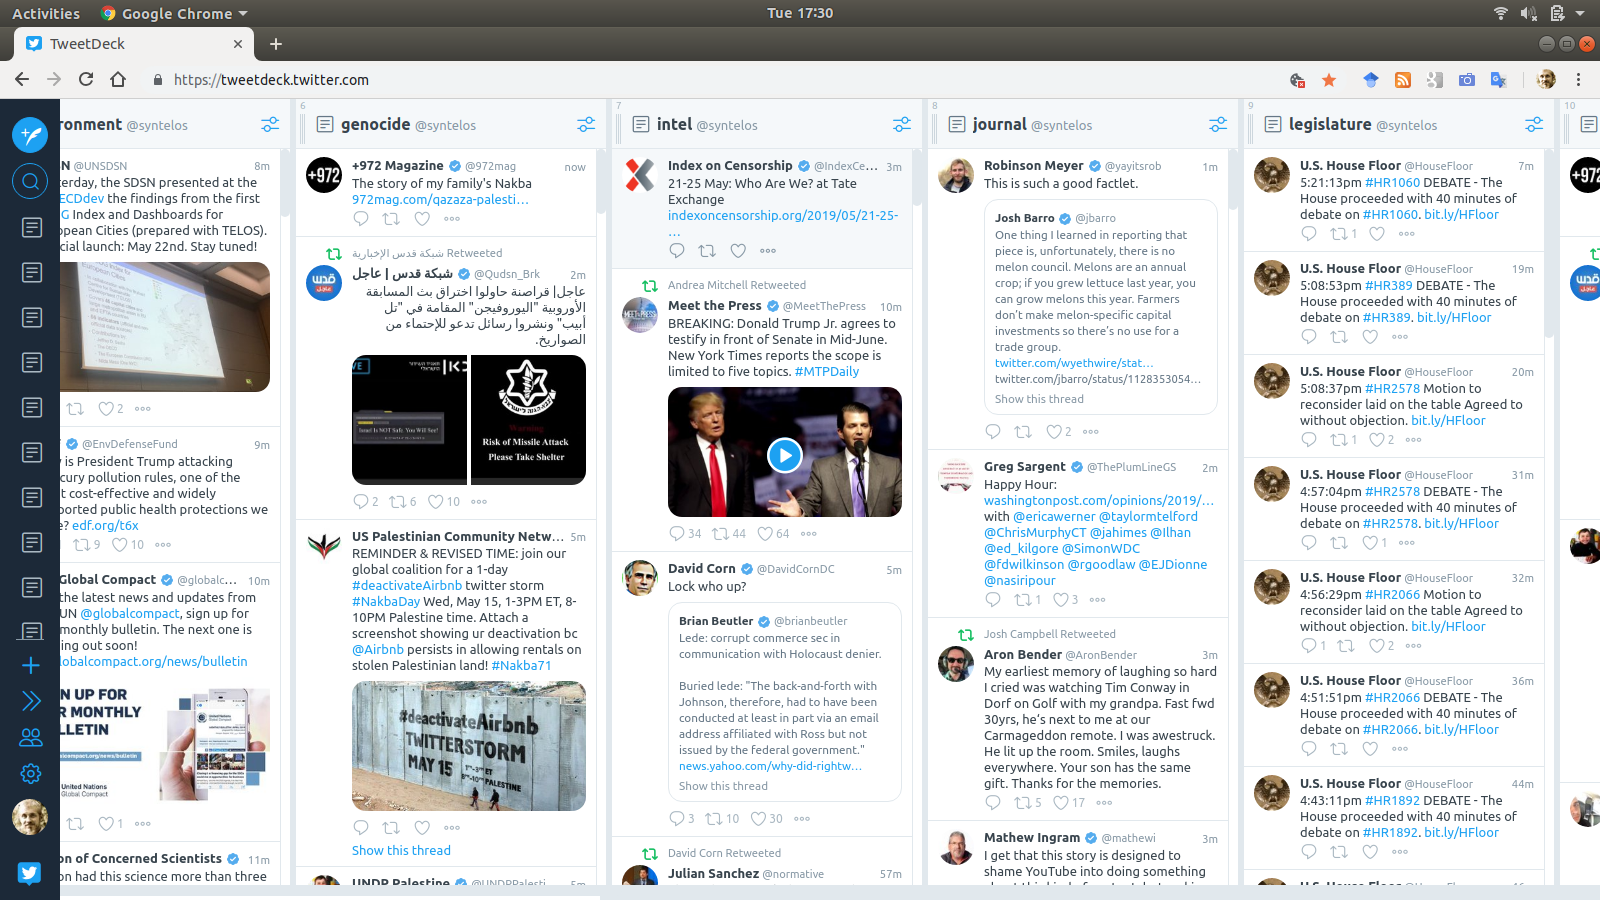 Activities
Google Chrome
Tue 17:30
TweetDeck
https://tweetdeck.twitter.com
ronment @syntelos
@UNSDSN 8m
terday, the SDSN presented at the
ECDdev the findings from the first
G Index and Dashboards for
opean Cities (prepared with TELOS).
cial launch: May 22nd. Stay tuned!
2
@EnvDefenseFund 9m
is President Trump attacking
cury pollution rules, one of the
t cost-effective and widely
ported public health protections we
e? edf.org/t6x
9 10
Global Compact @globalc... 10m
the latest news and updates from
UN @globalcompact, sign up for
monthly bulletin. The next one is
ing out soon!
lobalcompact.org/news/bulletin
N UP FOR
R MONTHLY
LETIN
compact.org/news/bulletin
United Nations
Global Compact
1
on of Concerned Scientists 11m
on had this science more than three
6
genocide @syntelos
+972
+972 Magazine @972mag now
The story of my family's Nakba
972mag.com/qazaza-palesti...
شبكة قدس الإخبارية Retweeted
شبكة قدس | عاجل @Qudsn_Brk 2m
عاجل| قراصنة حاولوا اختراق بث المسابقة
الأوروبية "اليوروفيجن" المقامة في "تل
أبيب" ونشروا رسائل تدعو للإحتماء من
الصواريخ.
Israel Is NOT Safe You Will See!
Warning
Risk of Missile Attack
Please Take Shelter
2 6 10
US Palestinian Community Netw... 5m
REMINDER & REVISED TIME: join our
global coalition for a 1-day
#deactivateAirbnb twitter storm
#NakbaDay Wed, May 15, 1-3PM ET, 8-
10PM Palestine time. Attach a
screenshot showing ur deactivation bc
@Airbnb persists in allowing rentals on
stolen Palestinian land! #Nakba71
#deactivateAirbnb
TWITTERSTORM
MAY 15
1PM-3PM ET
8PM-10PM PALESTINE
Show this thread
UNDP Palestine @UNDPPalesti... 5m
7
intel @syntelos
Index on Censorship @IndexCe... 3m
21-25 May: Who Are We? at Tate
Exchange
indexoncensorship.org/2019/05/21-25-
...
Andrea Mitchell Retweeted
MEET THE PRESS
Meet the Press @MeetThePress 10m
BREAKING: Donald Trump Jr. agrees to
testify in front of Senate in Mid-June.
New York Times reports the scope is
limited to five topics. #MTPDaily
34 44 64
David Corn @DavidCornDC 5m
Lock who up?
Brian Beutler @brianbeutler
Lede: corrupt commerce sec in
communication with Holocaust denier.
Buried lede: "The back-and-forth with
Johnson, therefore, had to have been
conducted at least in part via an email
address affiliated with Ross but not
issued by the federal government."
news.yahoo.com/why-did-rightw...
Show this thread
3 10 30
David Corn Retweeted
Julian Sanchez @normative 57m
8
journal @syntelos
Robinson Meyer @yayitsrob 1m
This is such a good factlet.
Josh Barro @jbarro
One thing I learned in reporting that
piece is, unfortunately, there is no
melon council. Melons are an annual
crop; if you grew lettuce last year, you
can grow melons this year. Farmers
don't make melon-specific capital
investments so there's no use for a
trade group.
twitter.com/wyethwire/stat...
twitter.com/jbarro/status/1128353054...
Show this thread
2
Greg Sargent @ThePlumLineGS 2m
Happy Hour:
washingtonpost.com/opinions/2019/...
with @ericawerner @taylormtelford
@ChrisMurphyCT @jahimes @Ilhan
@ed_kilgore @SimonWDC
@fdwilkinson @rgoodlaw @EJDionne
@nasiripour
1 3
Josh Campbell Retweeted
Aron Bender @AronBender 3m
My earliest memory of laughing so hard
I cried was watching Tim Conway in
Dorf on Golf with my grandpa. Fast fwd
30yrs, he's next to me at our
Carmageddon remote. I was awestruck.
He lit up the room. Smiles, laughs
everywhere. Your son has the same
gift. Thanks for the memories.
5 17
Mathew Ingram @mathewi 3m
I get that this story is designed to
shame YouTube into doing something
9
legislature @syntelos
U.S. House Floor @HouseFloor 7m
5:21:13pm #HR1060 DEBATE - The
House proceeded with 40 minutes of
debate on #HR1060. bit.ly/HFloor
1
U.S. House Floor @HouseFloor 19m
5:08:53pm #HR389 DEBATE - The
House proceeded with 40 minutes of
debate on #HR389. bit.ly/HFloor
U.S. House Floor @HouseFloor 20m
5:08:37pm #HR2578 Motion to
reconsider laid on the table Agreed to
without objection. bit.ly/HFloor
1 2
U.S. House Floor @HouseFloor 31m
4:57:04pm #HR2578 DEBATE - The
House proceeded with 40 minutes of
debate on #HR2578. bit.ly/HFloor
1
U.S. House Floor @HouseFloor 32m
4:56:29pm #HR2066 Motion to
reconsider laid on the table Agreed to
without objection. bit.ly/HFloor
1 2
U.S. House Floor @HouseFloor 36m
4:51:51pm #HR2066 DEBATE - The
House proceeded with 40 minutes of
debate on #HR2066. bit.ly/HFloor
U.S. House Floor @HouseFloor 44m
4:43:11pm #HR1892 DEBATE - The
House proceeded with 40 minutes of
debate on #HR1892. bit.ly/HFloor
U.S. House Floor @HouseFloor
10
+972